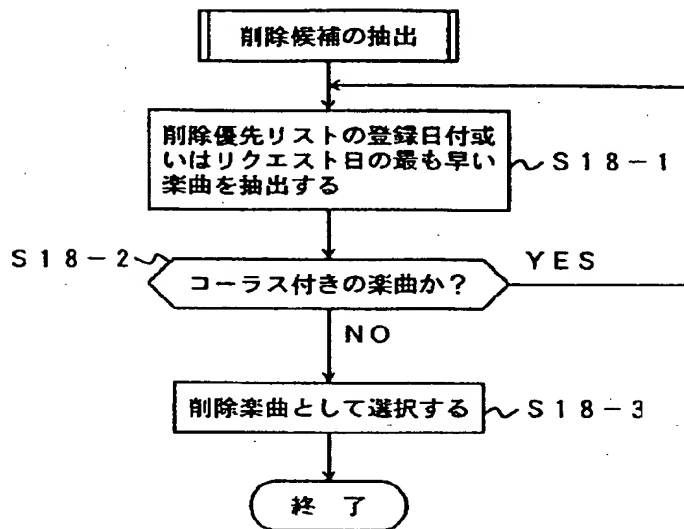 削除候補の抽出
削除優先リストの登録日付或
いはリクエスト日の最も早い
楽曲を抽出する
S18-1
S18-2
コーラス付きの楽曲か？
YES
NO
削除楽曲として選択する
S18-3
終 了